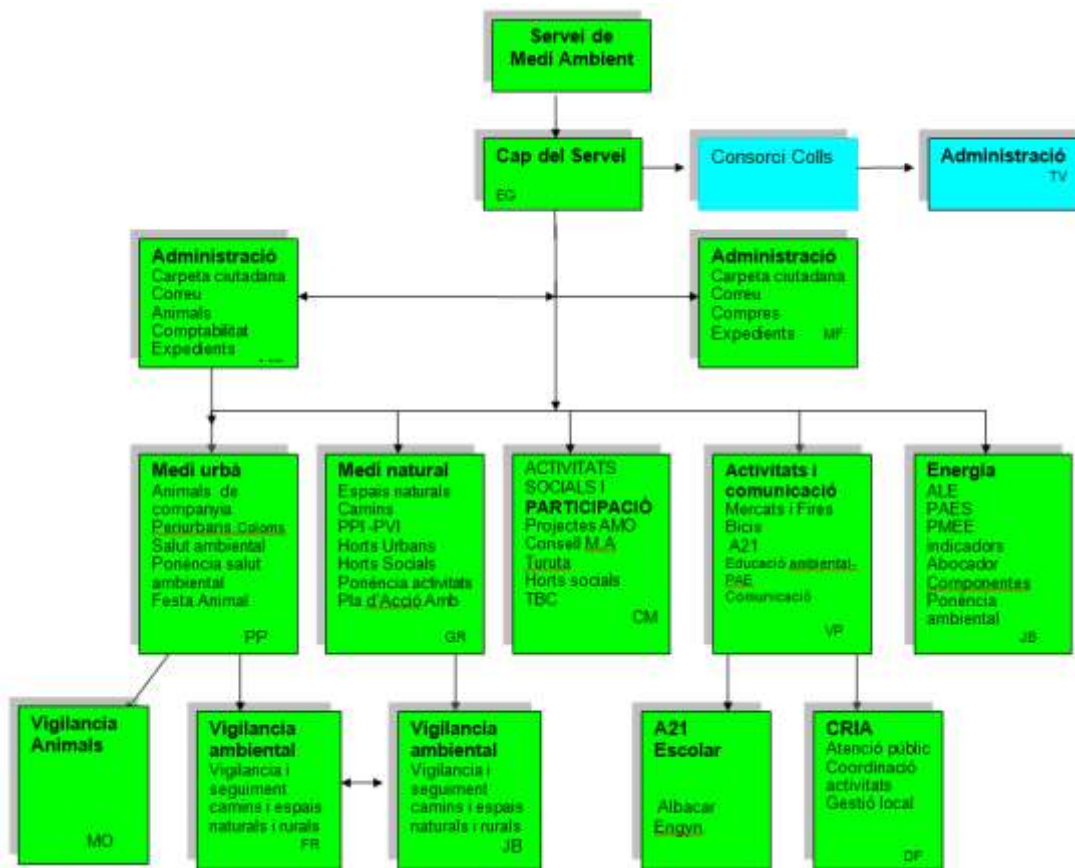 Servei de
Medi Ambient
Cap del Servei
EG
Consorci Colls
Administració
TV
Administració
Carpeta ciutadana
Correu
Animals
Comptabilitat
Expedients
Administració
Carpeta ciutadana
Correu
Compres
Expedients MF
Medi urbà
Animals de
companyia
Periurbans. Coloms
Salut ambiental
Ponència salut
ambiental
Festa Animal
PP
Medi natural
Espais naturals
Camins
PPI -PVI
Horts Urbans
Horts Socials
Ponència activitats
Pla d'Acció Amb
GR
ACTIVITATS
SOCIALS I
PARTICIPACIÓ
Projectes AMO
Consell M.A
Turuta
Horts socials
TBC
CM
Activitats i
comunicació
Mercats i Fires
Bicis
A21
Educació ambiental-
PAE
Comunicació
VP
Energia
ALE
PAES
PMEE
indicadors
Abocador
Componentes
Ponència
ambiental
JB
Vigilancia
Animals
MO
Vigilancia
ambiental
Vigilancia i
seguiment
camins i espais
naturals i rurals
FR
Vigilancia
ambiental
Vigilancia i
seguiment
camins i espais
naturals i rurals
JB
A21
Escolar
Albacar
Engyn
CRIA
Atenció públic
Coordinació
activitats
Gestió local
DF